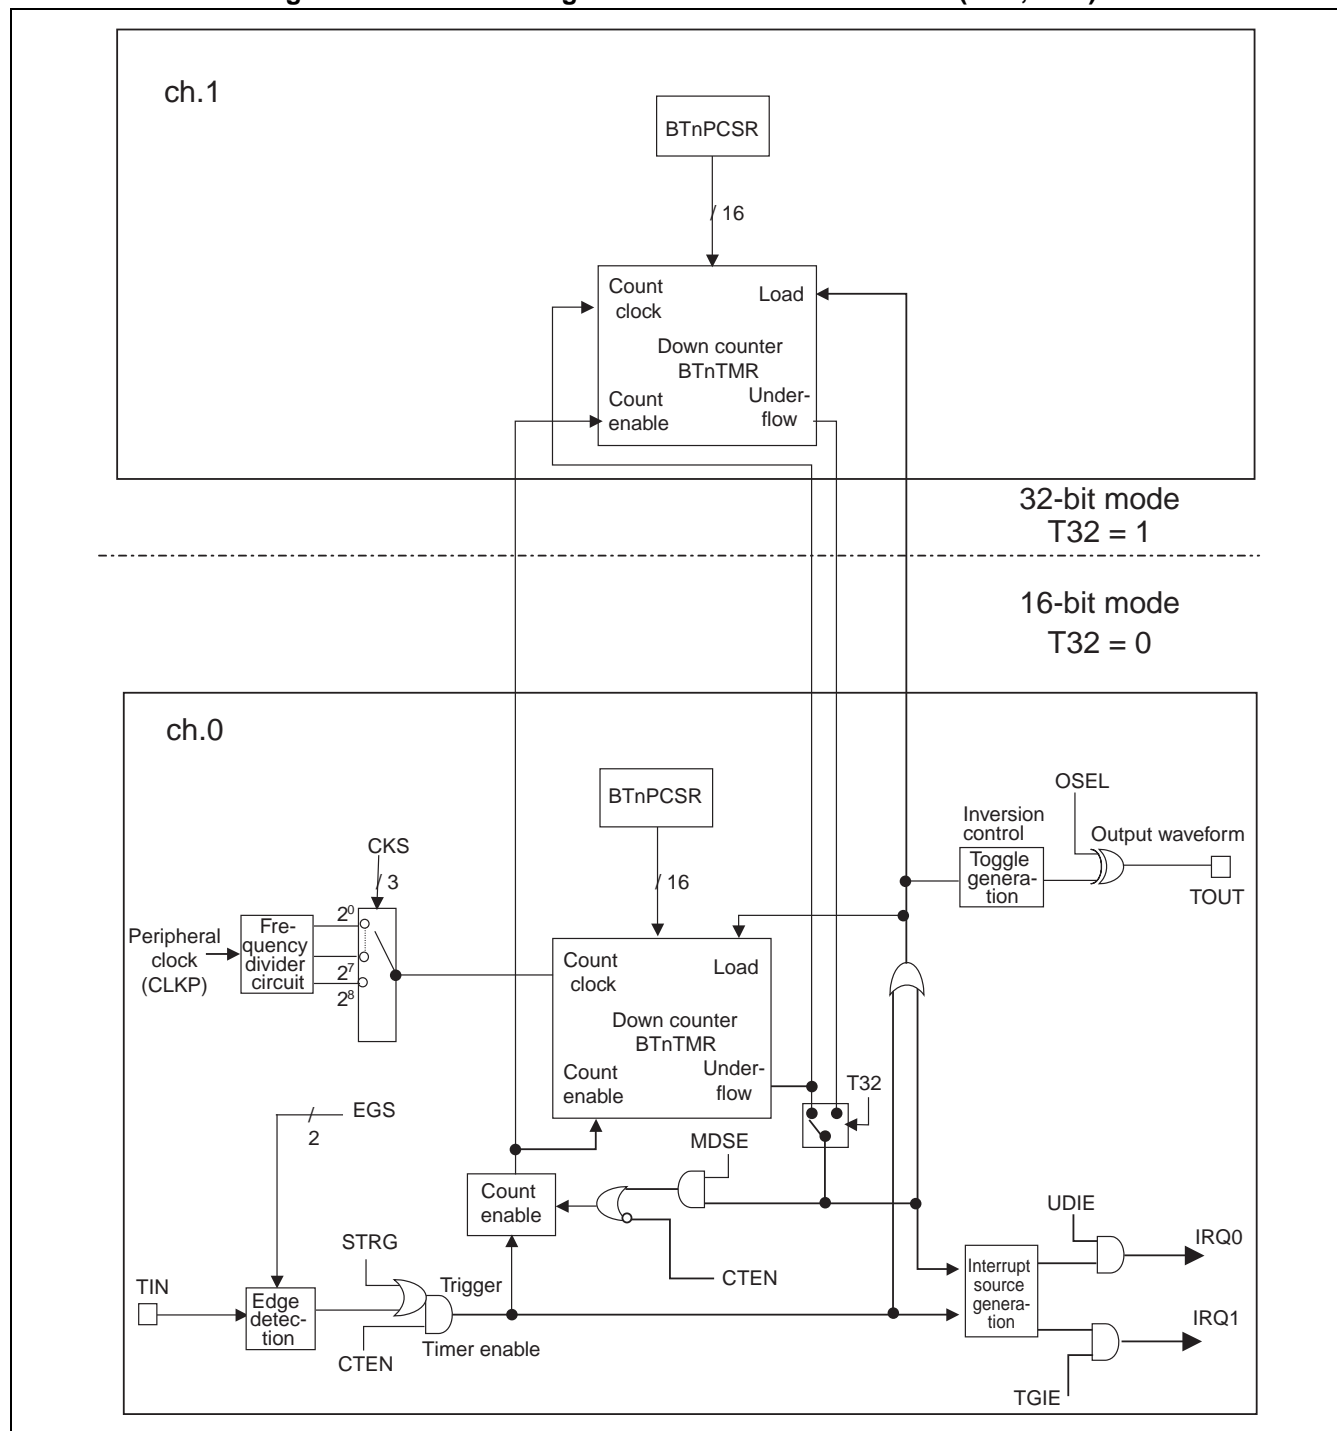 ch.1
BTnPCSR
16
Count
clock
Load
Down counter
BTnTMR
Count
enable
Under-
flow
32-bit mode
T32 = 1
16-bit mode
T32 = 0
ch.0
BTnPCSR
16
CKS
3
Peripheral
clock
(CLKP)
Fre-
quency
divider
circuit
2⁰
2⁷
2⁸
Count
clock
Load
Down counter
BTnTMR
Count
enable
Under-
flow
T32
OSEL
Inversion
control
Toggle
genera-
tion
Output waveform
TOUT
EGS
2
MDSE
Count
enable
CTEN
STRG
TIN
Edge
detec-
tion
CTEN
Trigger
Timer enable
Interrupt
source
genera-
tion
UDIE
IRQ0
IRQ1
TGIE